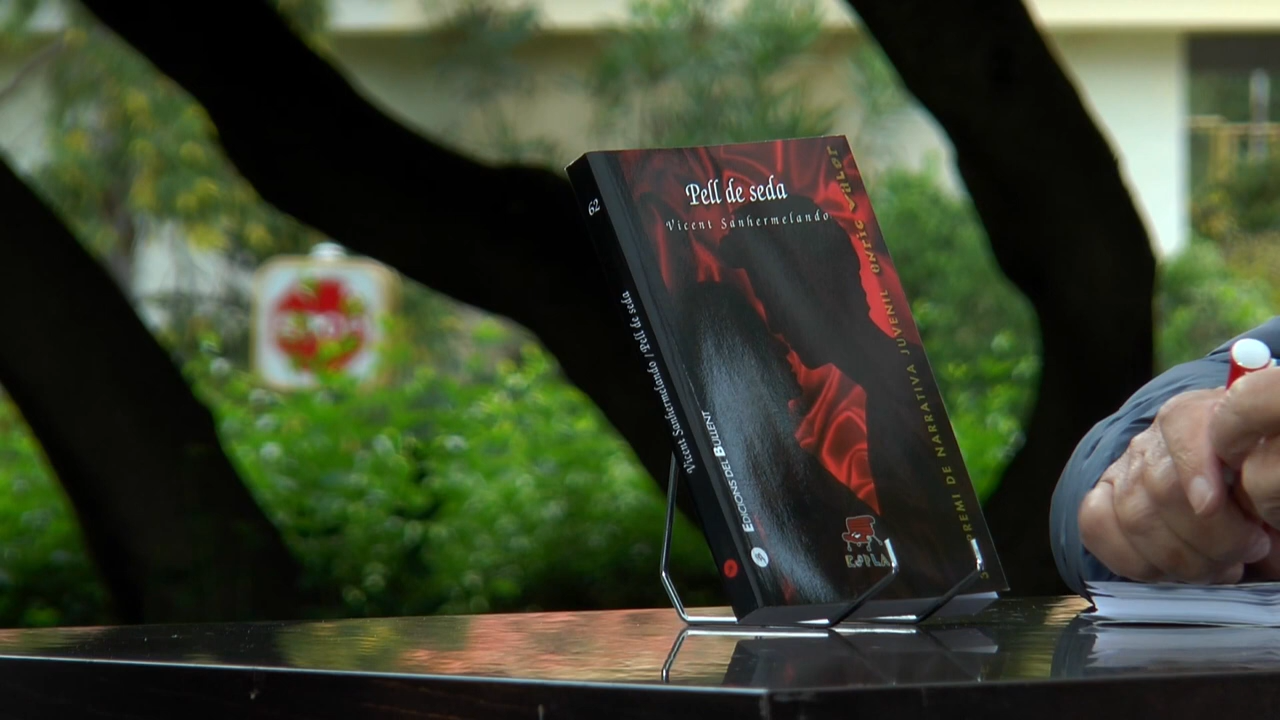 Pell de seda
Vicent Sanhermelando
PREMI DE NARRATIVA JUVENIL ENRIC VALOR
62
Vicent Sanhermelando / Pell de seda
EDICIONS DEL BULLENT
ESPLAI